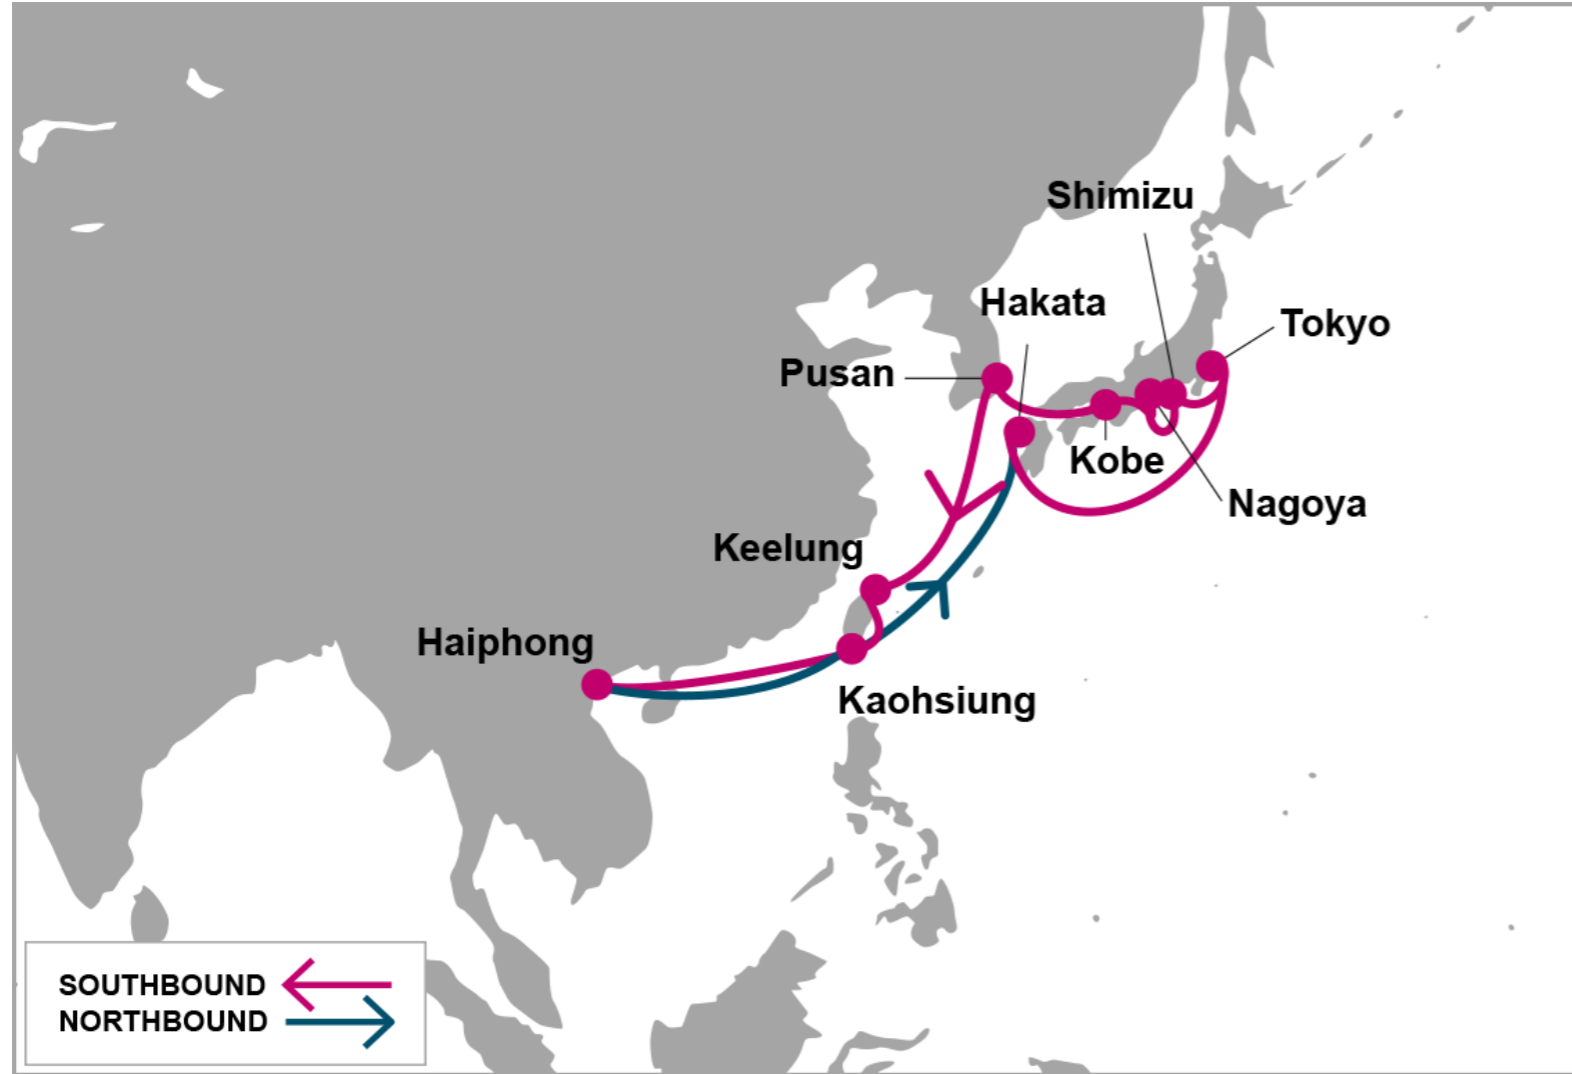 Shimizu
Hakata
Tokyo
Pusan
Kobe
Nagoya
Keelung
Haiphong
Kaohsiung
SOUTHBOUND
NORTHBOUND